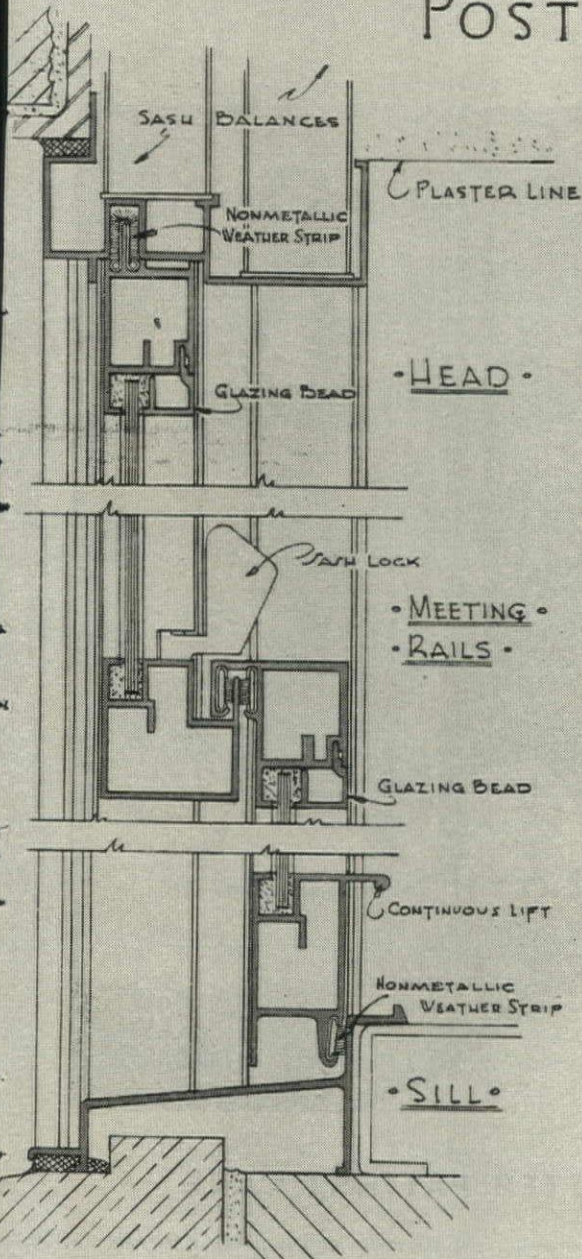 POST
SASH BALANCES
PLASTER LINE
NONMETALLIC
WEATHER STRIP
• HEAD •
GLAZING BEAD
SASH LOCK
• MEETING •
• RAILS •
GLAZING BEAD
CONTINUOUS LIFT
NONMETALLIC
WEATHER STRIP
• SILL •